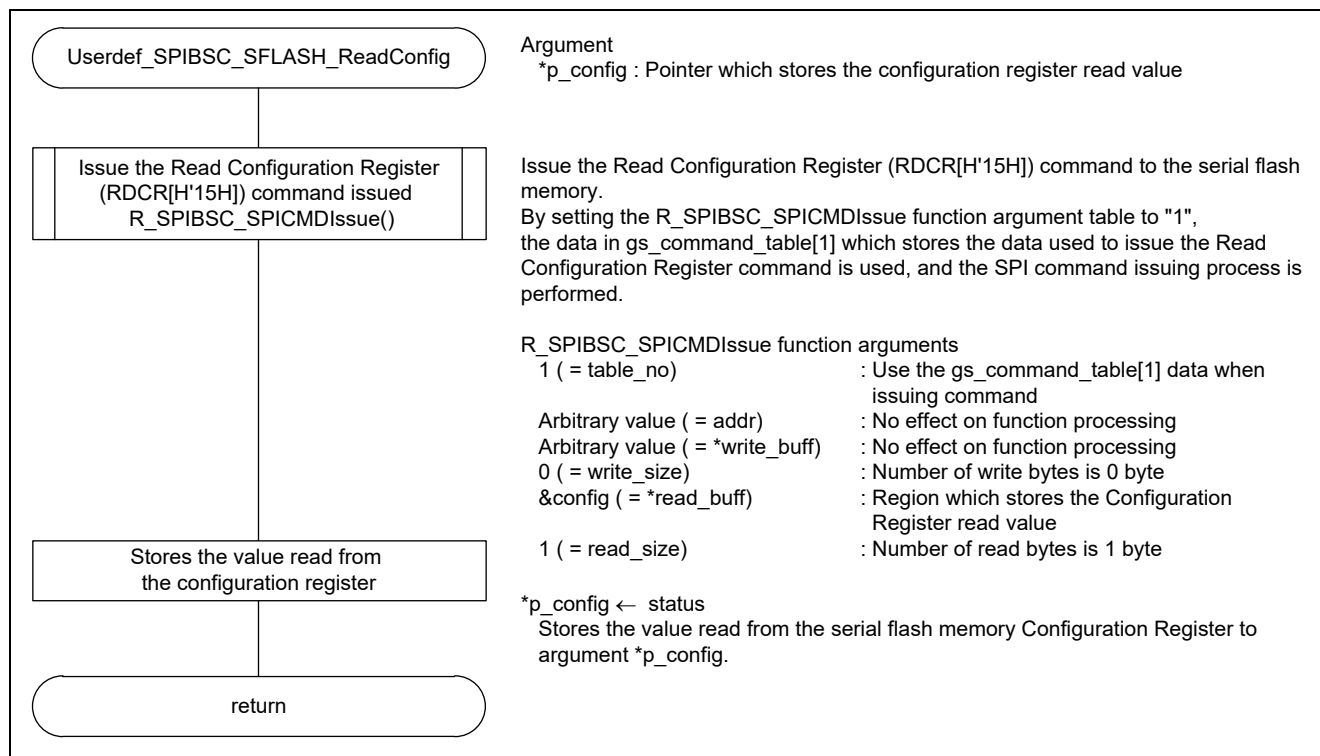 Userdef_SPIBSC_SFLASH_ReadConfig
Argument
*p_config : Pointer which stores the configuration register read value
Issue the Read Configuration Register
(RDCR[H'15H]) command issued
R_SPIBSC_SPICMDIssue()
Issue the Read Configuration Register (RDCR[H'15H]) command to the serial flash
memory.
By setting the R_SPIBSC_SPICMDIssue function argument table to "1",
the data in gs_command_table[1] which stores the data used to issue the Read
Configuration Register command is used, and the SPI command issuing process is
performed.
R_SPIBSC_SPICMDIssue function arguments
1 ( = table_no) : Use the gs_command_table[1] data when
issuing command
Arbitrary value ( = addr) : No effect on function processing
Arbitrary value ( = *write_buff) : No effect on function processing
0 ( = write_size) : Number of write bytes is 0 byte
&config ( = *read_buff) : Region which stores the Configuration
Register read value
1 ( = read_size) : Number of read bytes is 1 byte
Stores the value read from
the configuration register
*p_config ← status
Stores the value read from the serial flash memory Configuration Register to
argument *p_config.
return